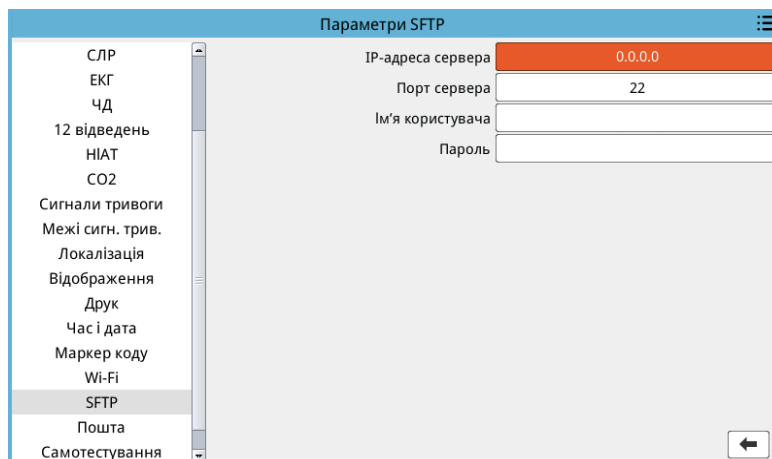 Параметри SFTP
СЛР
ЕКГ
ЧД
12 відведень
НІАТ
CO2
Сигнали тривоги
Межі сигн. трив.
Локалізація
Відображення
Друк
Час і дата
Маркер коду
Wi-Fi
SFTP
Пошта
Самотестування
IP-адреса сервера 0.0.0.0
Порт сервера 22
Ім’я користувача
Пароль